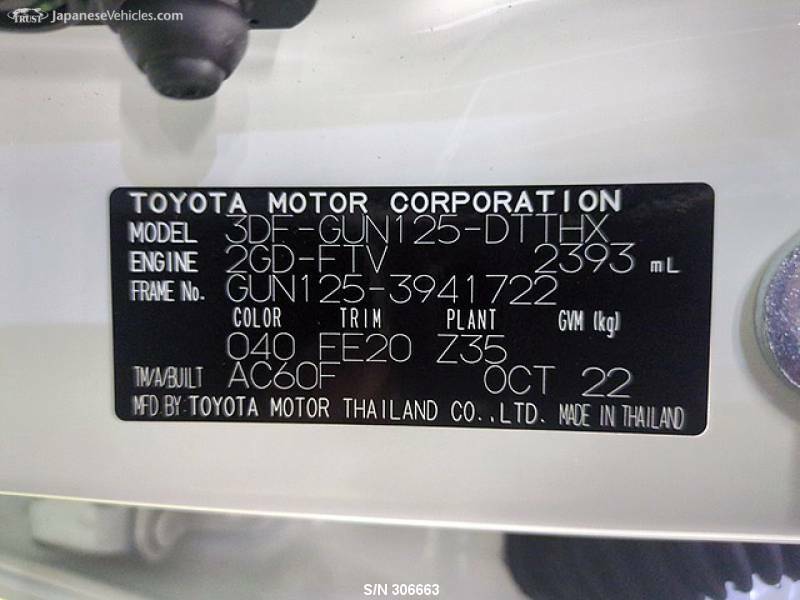 TRUST JapaneseVehicles.com
TOYOTA MOTOR CORPORATION
MODEL 3DF-GUN125-DTTHX
ENGINE 2GD-FTV 2393 mL
FRAME No. GUN125-3941722
COLOR TRIM PLANT GVM (kg)
040 FE20 Z35
TM/A/BUILT AC60F OCT 22
MFD.BY:TOYOTA MOTOR THAILAND CO.,LTD. MADE IN THAILAND
S/N 306663